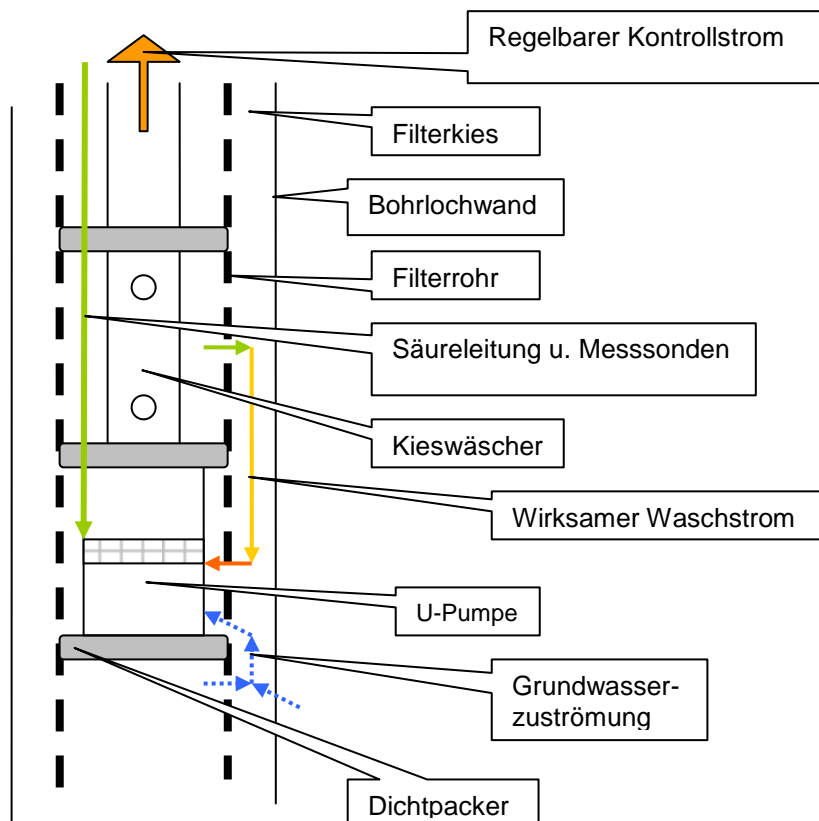 Regelbarer Kontrollstrom
Filterkies
Bohrlochwand
Filterrohr
Säureleitung u. Messsonden
Kieswäscher
Wirksamer Waschstrom
U-Pumpe
Grundwasser-
zuströmung
Dichtpacker